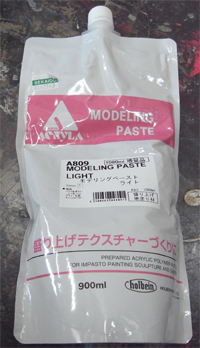 ACRYLA
MODELING
PASTE
A809
MODELING PASTE
LIGHT
モデリングペースト
ライト
盛り上げテクスチャーづくりに
PREPARED ACRYLIC POLYMER
FOR IMPASTO PAINTING SCULPTURE AND
900ml
holbein